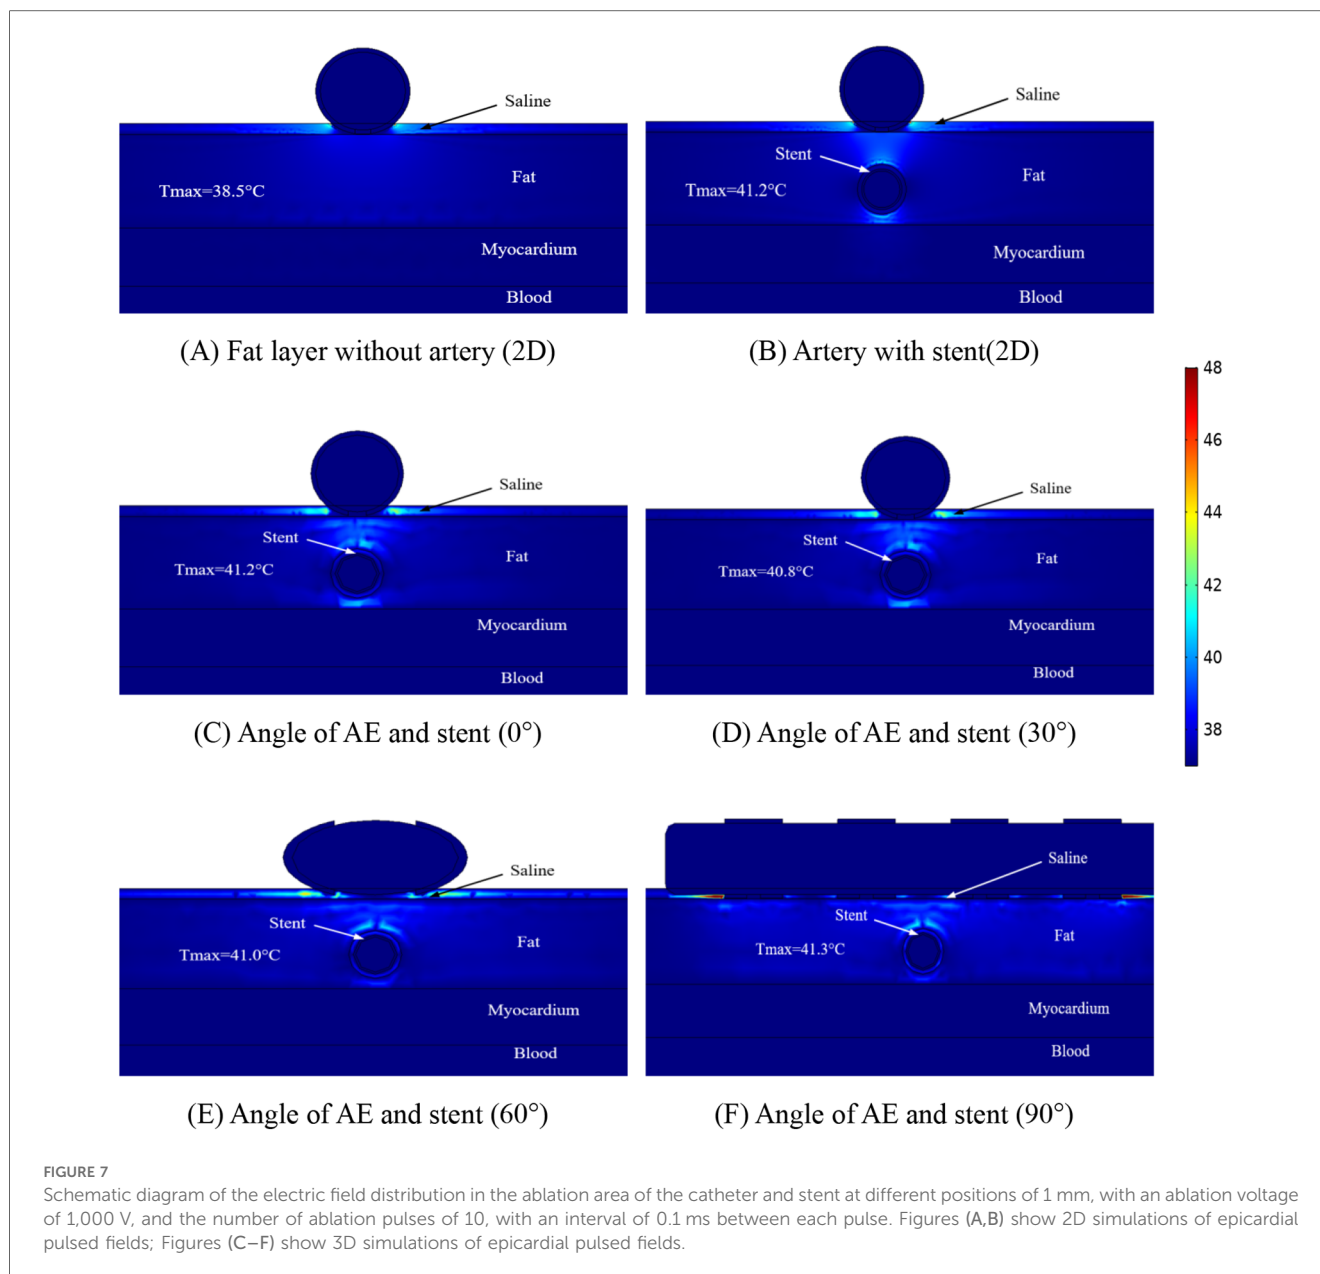 Saline
Fat
Tmax=38.5°C
Myocardium
Blood
(A) Fat layer without artery (2D)
Saline
Stent
Fat
Tmax=41.2°C
Myocardium
Blood
(B) Artery with stent(2D)
Saline
Stent
Fat
Tmax=41.2°C
Myocardium
Blood
(C) Angle of AE and stent (0°)
Saline
Stent
Fat
Tmax=40.8°C
Myocardium
Blood
(D) Angle of AE and stent (30°)
48
46
44
42
40
38
Saline
Stent
Fat
Tmax=41.0°C
Myocardium
Blood
(E) Angle of AE and stent (60°)
Saline
Stent
Fat
Tmax=41.3°C
Myocardium
Blood
(F) Angle of AE and stent (90°)
FIGURE 7
Schematic diagram of the electric field distribution in the ablation area of the catheter and stent at different positions of 1 mm, with an ablation voltage
of 1,000 V, and the number of ablation pulses of 10, with an interval of 0.1 ms between each pulse. Figures (A,B) show 2D simulations of epicardial
pulsed fields; Figures (C–F) show 3D simulations of epicardial pulsed fields.